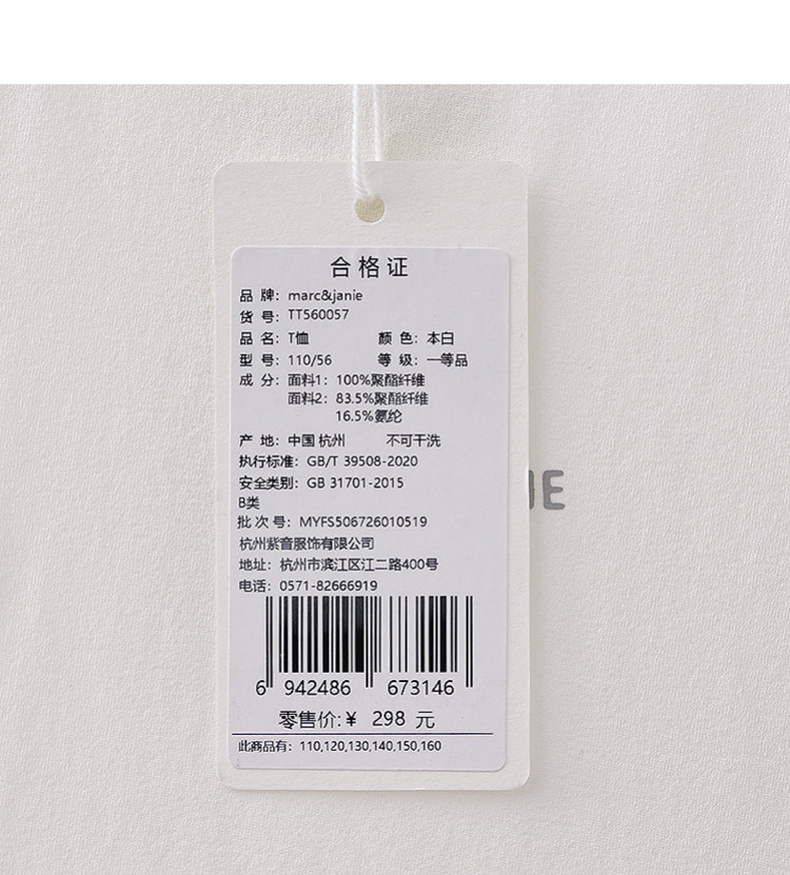 合格证
品 牌：marc&janie
货 号：TT560057
品 名：T恤 颜 色：本白
型 号：110/56 等 级：一等品
成 分：面料1：100%聚酯纤维
面料2：83.5%聚酯纤维
16.5%氨纶
产 地：中国 杭州 不可干洗
执行标准：GB/T 39508-2020
安全类别：GB 31701-2015
B类
批 次 号：MYFS506726010519
杭州紫音服饰有限公司
地址：杭州市滨江区江二路400号
电话：0571-82666919
6 942486 673146
零售价:￥ 298 元
此商品有：110,120,130,140,150,160